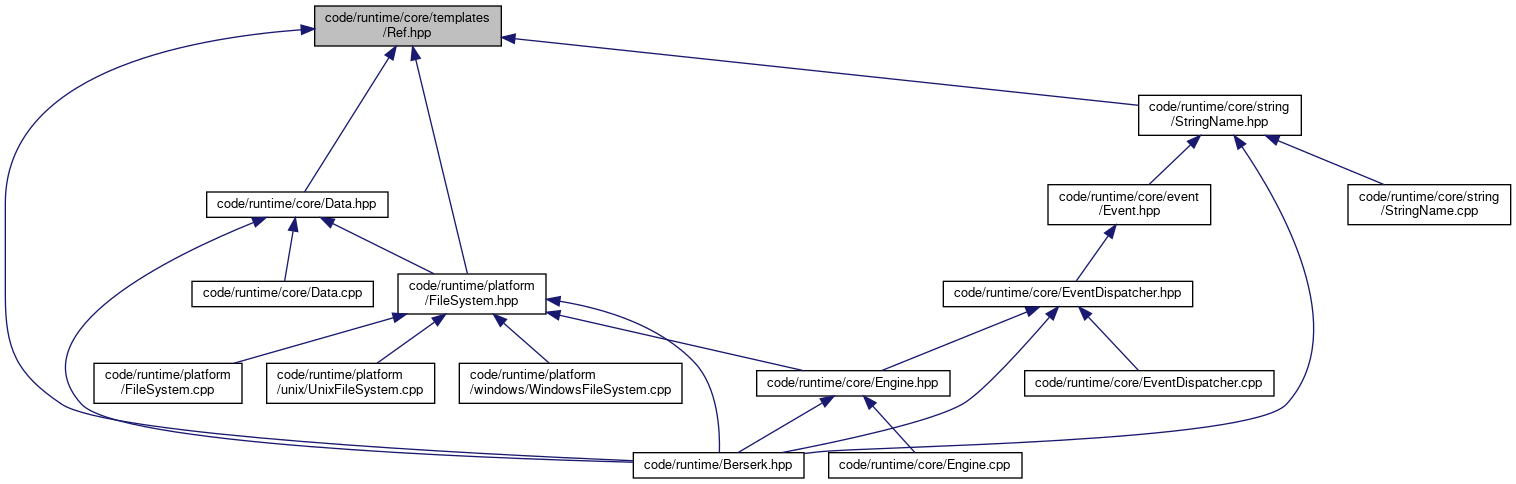 code/runtime/core/templates
/Ref.hpp
code/runtime/core/string
/StringName.hpp
code/runtime/core/Data.hpp
code/runtime/core/event
/Event.hpp
code/runtime/core/string
/StringName.cpp
code/runtime/core/Data.cpp
code/runtime/platform
/FileSystem.hpp
code/runtime/core/EventDispatcher.hpp
code/runtime/platform
/FileSystem.cpp
code/runtime/platform
/unix/UnixFileSystem.cpp
code/runtime/platform
/windows/WindowsFileSystem.cpp
code/runtime/core/Engine.hpp
code/runtime/core/EventDispatcher.cpp
code/runtime/Berserk.hpp
code/runtime/core/Engine.cpp